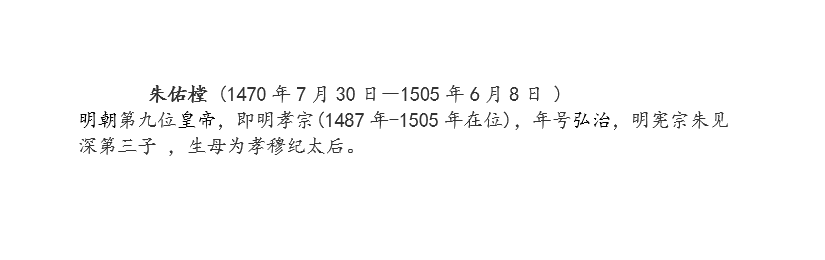 朱佑樘 (1470 年 7 月 30 日—1505 年 6 月 8 日 )
明朝第九位皇帝，即明孝宗(1487 年-1505 年在位)，年号弘治，明宪宗朱见
深第三子 ，生母为孝穆纪太后。